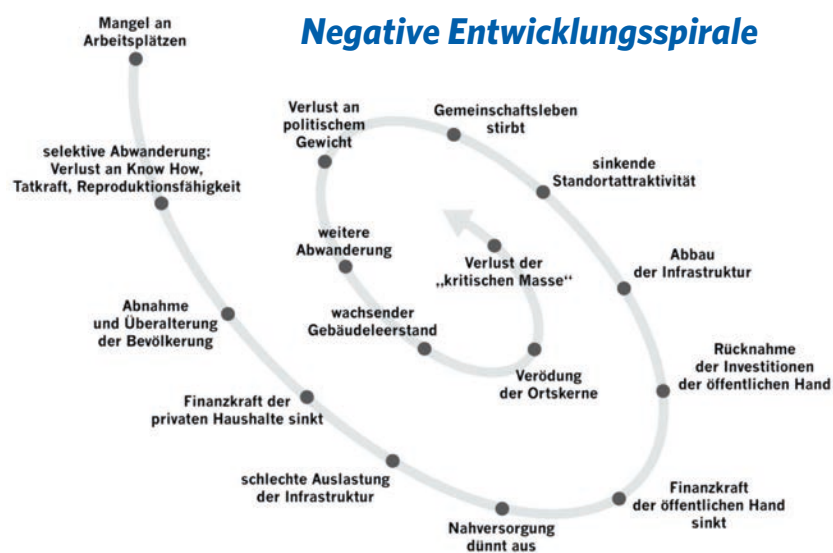 Negative Entwicklungsspirale
Mangel an
Arbeitsplätzen
selektive Abwanderung:
Verlust an Know How,
Tatkraft, Reproduktionsfähigkeit
Abnahme
und Überalterung
der Bevölkerung
Finanzkraft der
privaten Haushalte sinkt
schlechte Auslastung
der Infrastruktur
Nahversorgung
dünnt aus
Finanzkraft
der öffentlichen Hand
sinkt
Rücknahme
der Investitionen
der öffentlichen Hand
Abbau
der Infrastruktur
sinkende
Standortattraktivität
Gemeinschaftsleben
stirbt
Verlust an
politischem
Gewicht
weitere
Abwanderung
wachsender
Gebäudeleerstand
Verödung
der Ortskerne
Verlust der
„kritischen Masse“